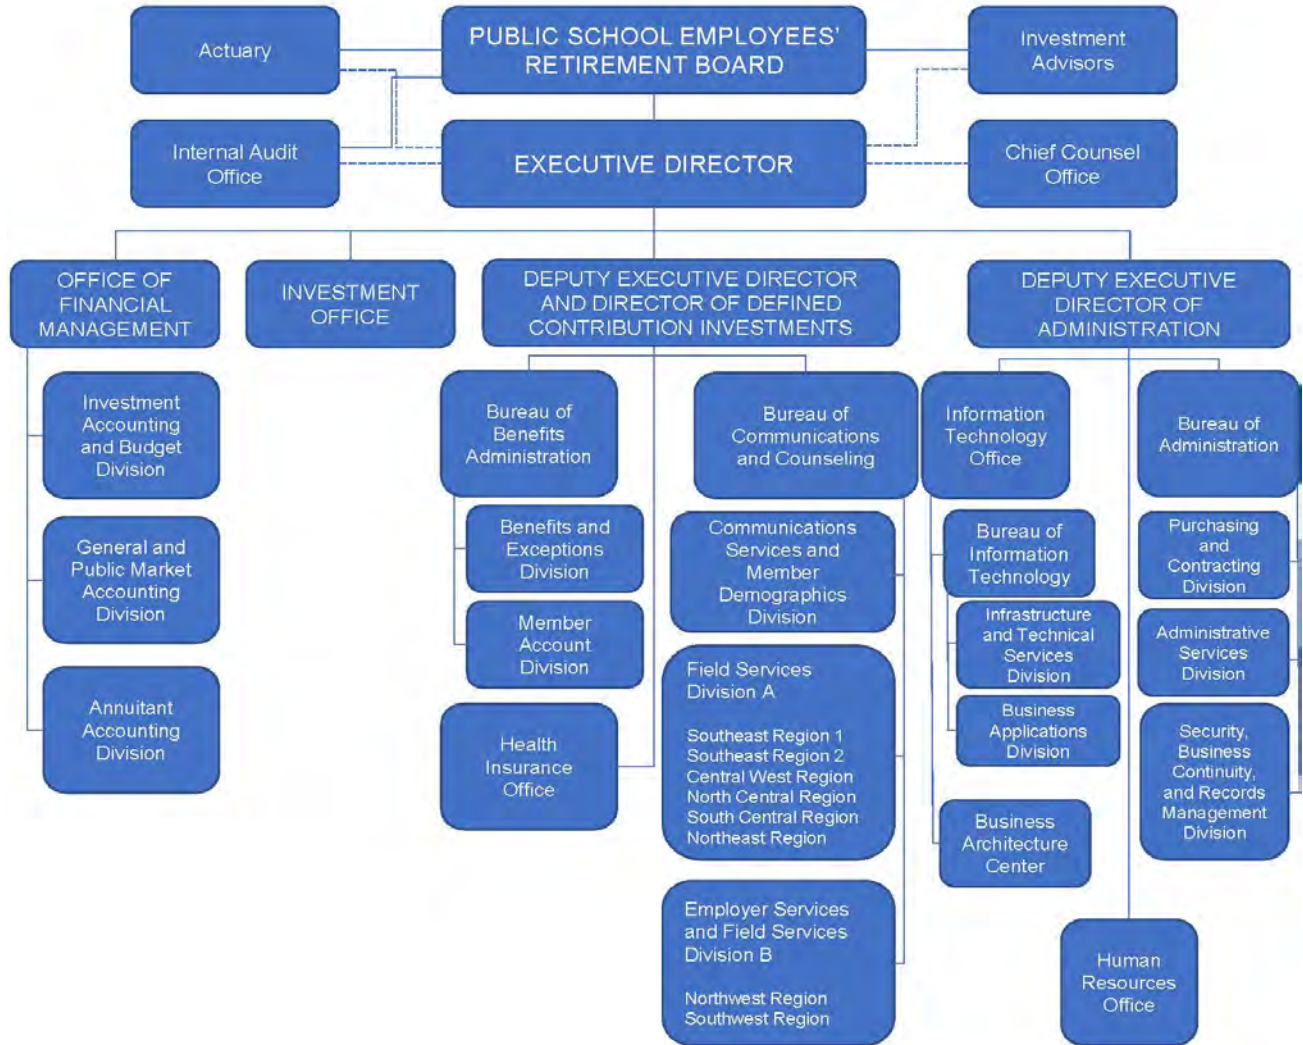 Actuary
PUBLIC SCHOOL EMPLOYEES'
RETIREMENT BOARD
Investment
Advisors
Internal Audit
Office
EXECUTIVE DIRECTOR
Chief Counsel
Office
OFFICE OF
FINANCIAL
MANAGEMENT
INVESTMENT
OFFICE
DEPUTY EXECUTIVE DIRECTOR
AND DIRECTOR OF DEFINED
CONTRIBUTION INVESTMENTS
DEPUTY EXECUTIVE
DIRECTOR OF
ADMINISTRATION
Investment
Accounting
and Budget
Division
General and
Public Market
Accounting
Division
Annuitant
Accounting
Division
Bureau of
Benefits
Administration
Benefits and
Exceptions
Division
Member
Account
Division
Health
Insurance
Office
Bureau of
Communications
and Counseling
Communications
Services and
Member
Demographics
Division
Field Services
Division A
Southeast Region 1
Southeast Region 2
Central West Region
North Central Region
South Central Region
Northeast Region
Employer Services
and Field Services
Division B
Northwest Region
Southwest Region
Information
Technology
Office
Bureau of
Information
Technology
Infrastructure
and Technical
Services
Division
Business
Applications
Division
Business
Architecture
Center
Bureau of
Administration
Purchasing
and
Contracting
Division
Administrative
Services
Division
Security,
Business
Continuity,
and Records
Management
Division
Human
Resources
Office